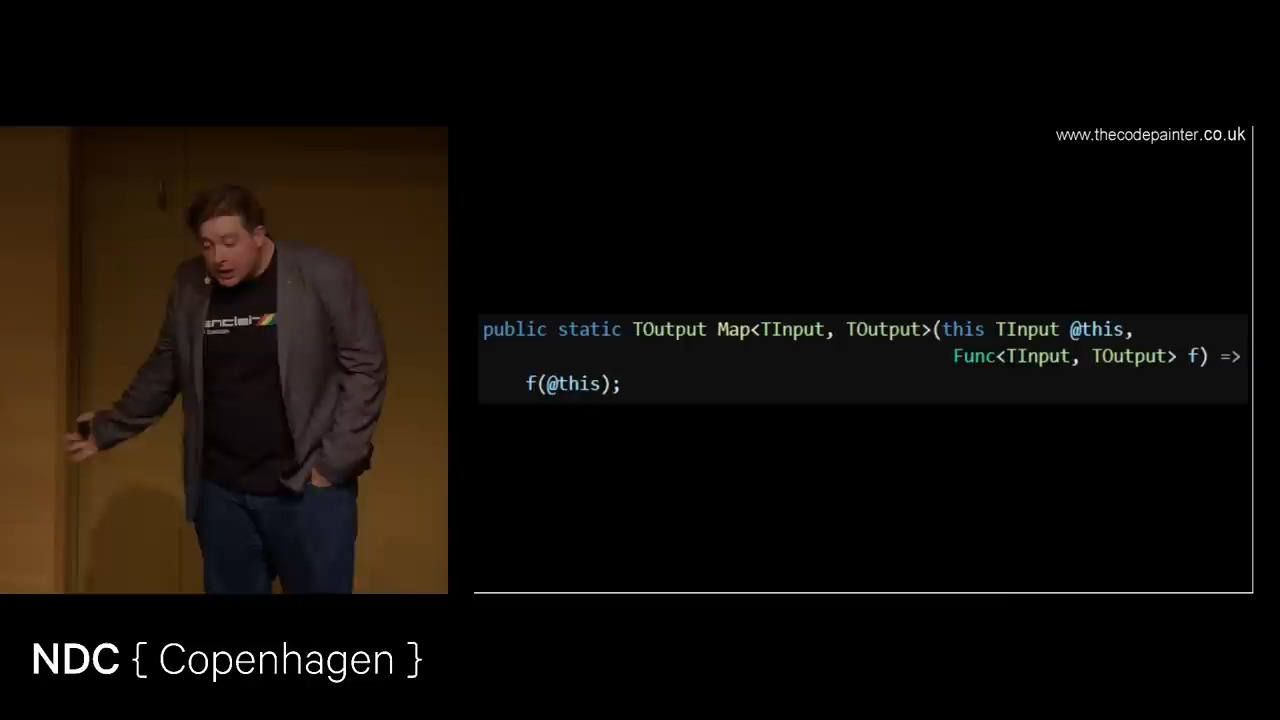 www.thecodepainter.co.uk
public static TOutput Map<TInput, TOutput>(this TInput @this,
Func<TInput, TOutput> f) =>
f(@this);
NDC { Copenhagen }